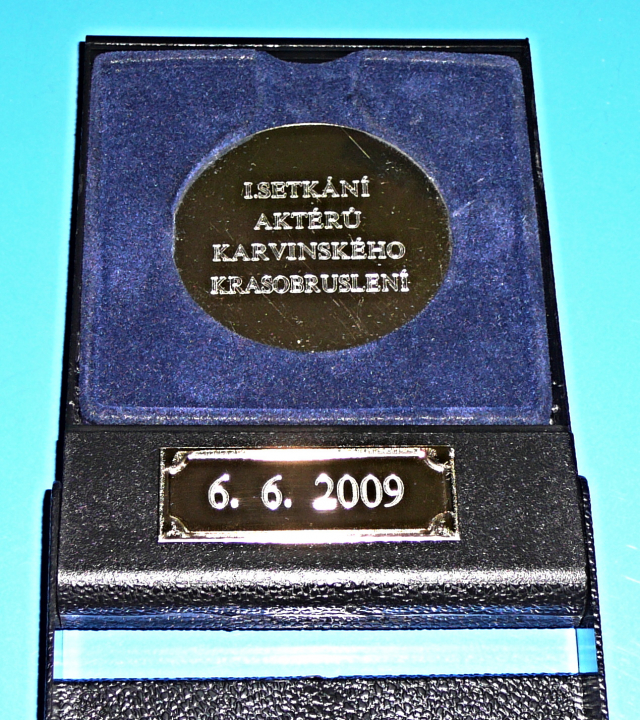 I.SETKÁNÍ
AKTÉRŮ
KARVINSKÉHO
KRASOBRUSLENÍ
6. 6. 2009